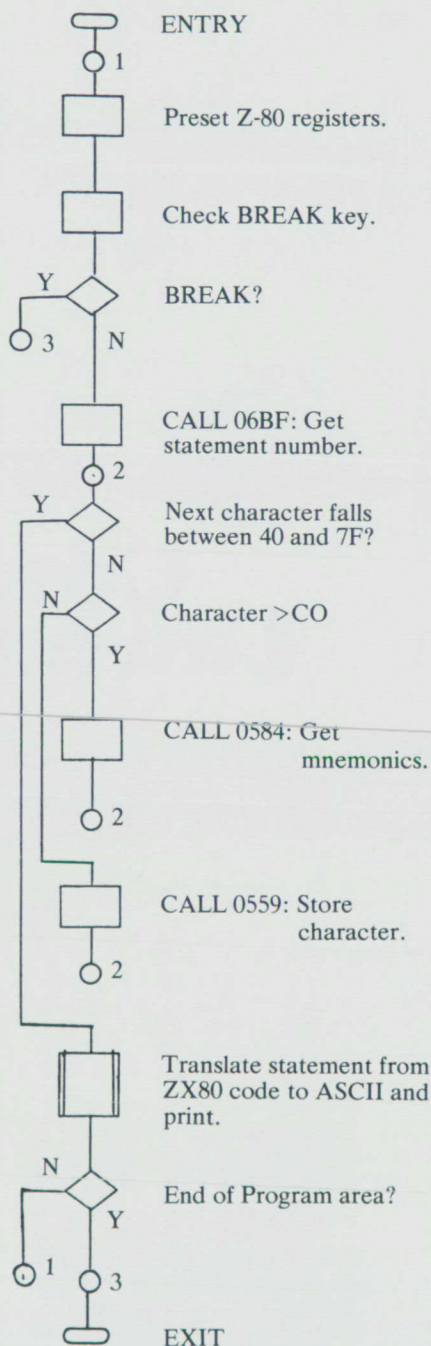 ENTRY
1
Preset Z-80 registers.
Check BREAK key.
Y
BREAK?
3
N
CALL 06BF: Get
statement number.
2
Y
Next character falls
between 40 and 7F?
N
N
Character >CO
Y
CALL 0584: Get
mnemonics.
2
CALL 0559: Store
character.
2
Translate statement from
ZX80 code to ASCII and
print.
N
End of Program area?
Y
1
3
EXIT